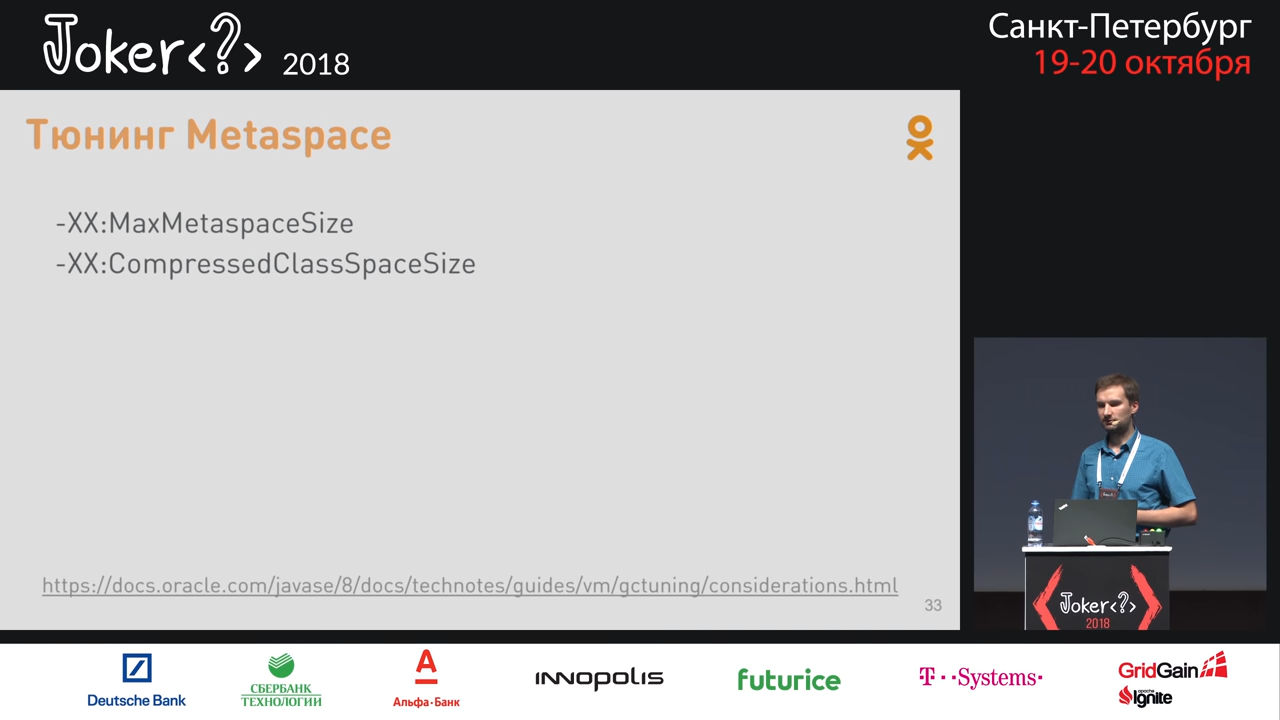 Joker<?> 2018
Санкт-Петербург
19-20 октября
Тюнинг Metaspace
-XX:MaxMetaspaceSize
-XX:CompressedClassSpaceSize
https://docs.oracle.com/javase/8/docs/technotes/guides/vm/gctuning/considerations.html
33
Joker<?>
2018
Deutsche Bank
СБЕРБАНК
ТЕХНОЛОГИИ
Альфа·Банк
INNOPOLIS
futurice
T··Systems·
GridGain
apache
Ignite